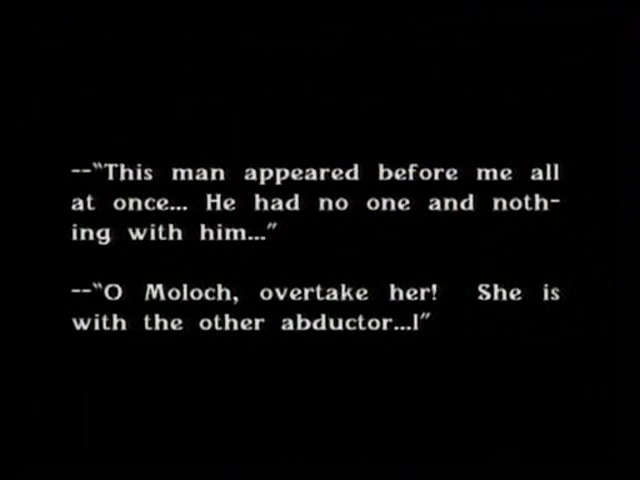 --"This man appeared before me all
at once... He had no one and noth-
ing with him..."
--"O Moloch, overtake her! She is
with the other abductor...!"